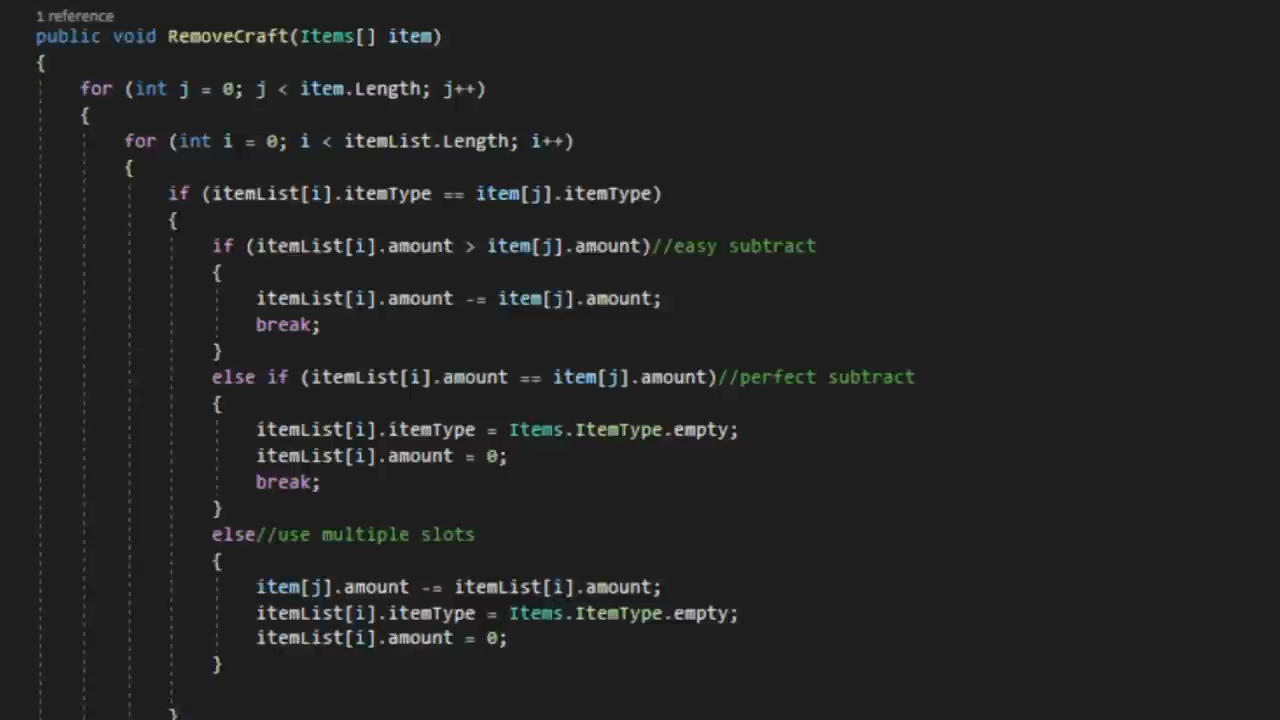 1 reference
public void RemoveCraft(Items[] item)
{
for (int j = 0; j < item.Length; j++)
{
for (int i = 0; i < itemList.Length; i++)
{
if (itemList[i].itemType == item[j].itemType)
{
if (itemList[i].amount > item[j].amount)//easy subtract
{
itemList[i].amount -= item[j].amount;
break;
}
else if (itemList[i].amount == item[j].amount)//perfect subtract
{
itemList[i].itemType = Items.ItemType.empty;
itemList[i].amount = 0;
break;
}
else//use multiple slots
{
item[j].amount -= itemList[i].amount;
itemList[i].itemType = Items.ItemType.empty;
itemList[i].amount = 0;
}
}